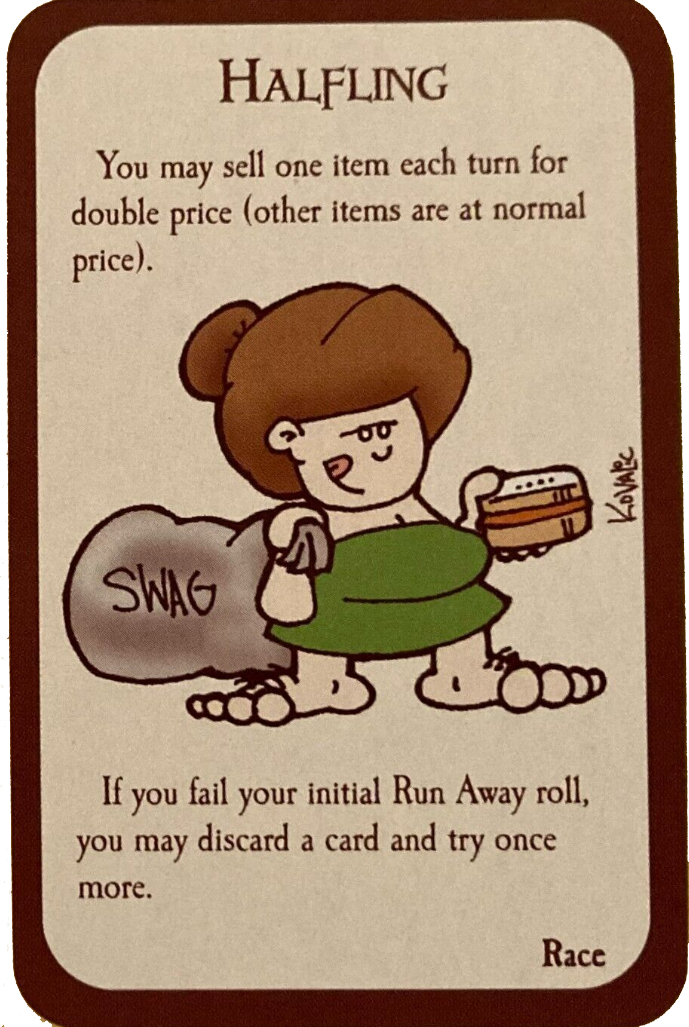 HALFLING
You may sell one item each turn for
double price (other items are at normal
price).
KOVALIC
SWAG
If you fail your initial Run Away roll,
you may discard a card and try once
more.
Race